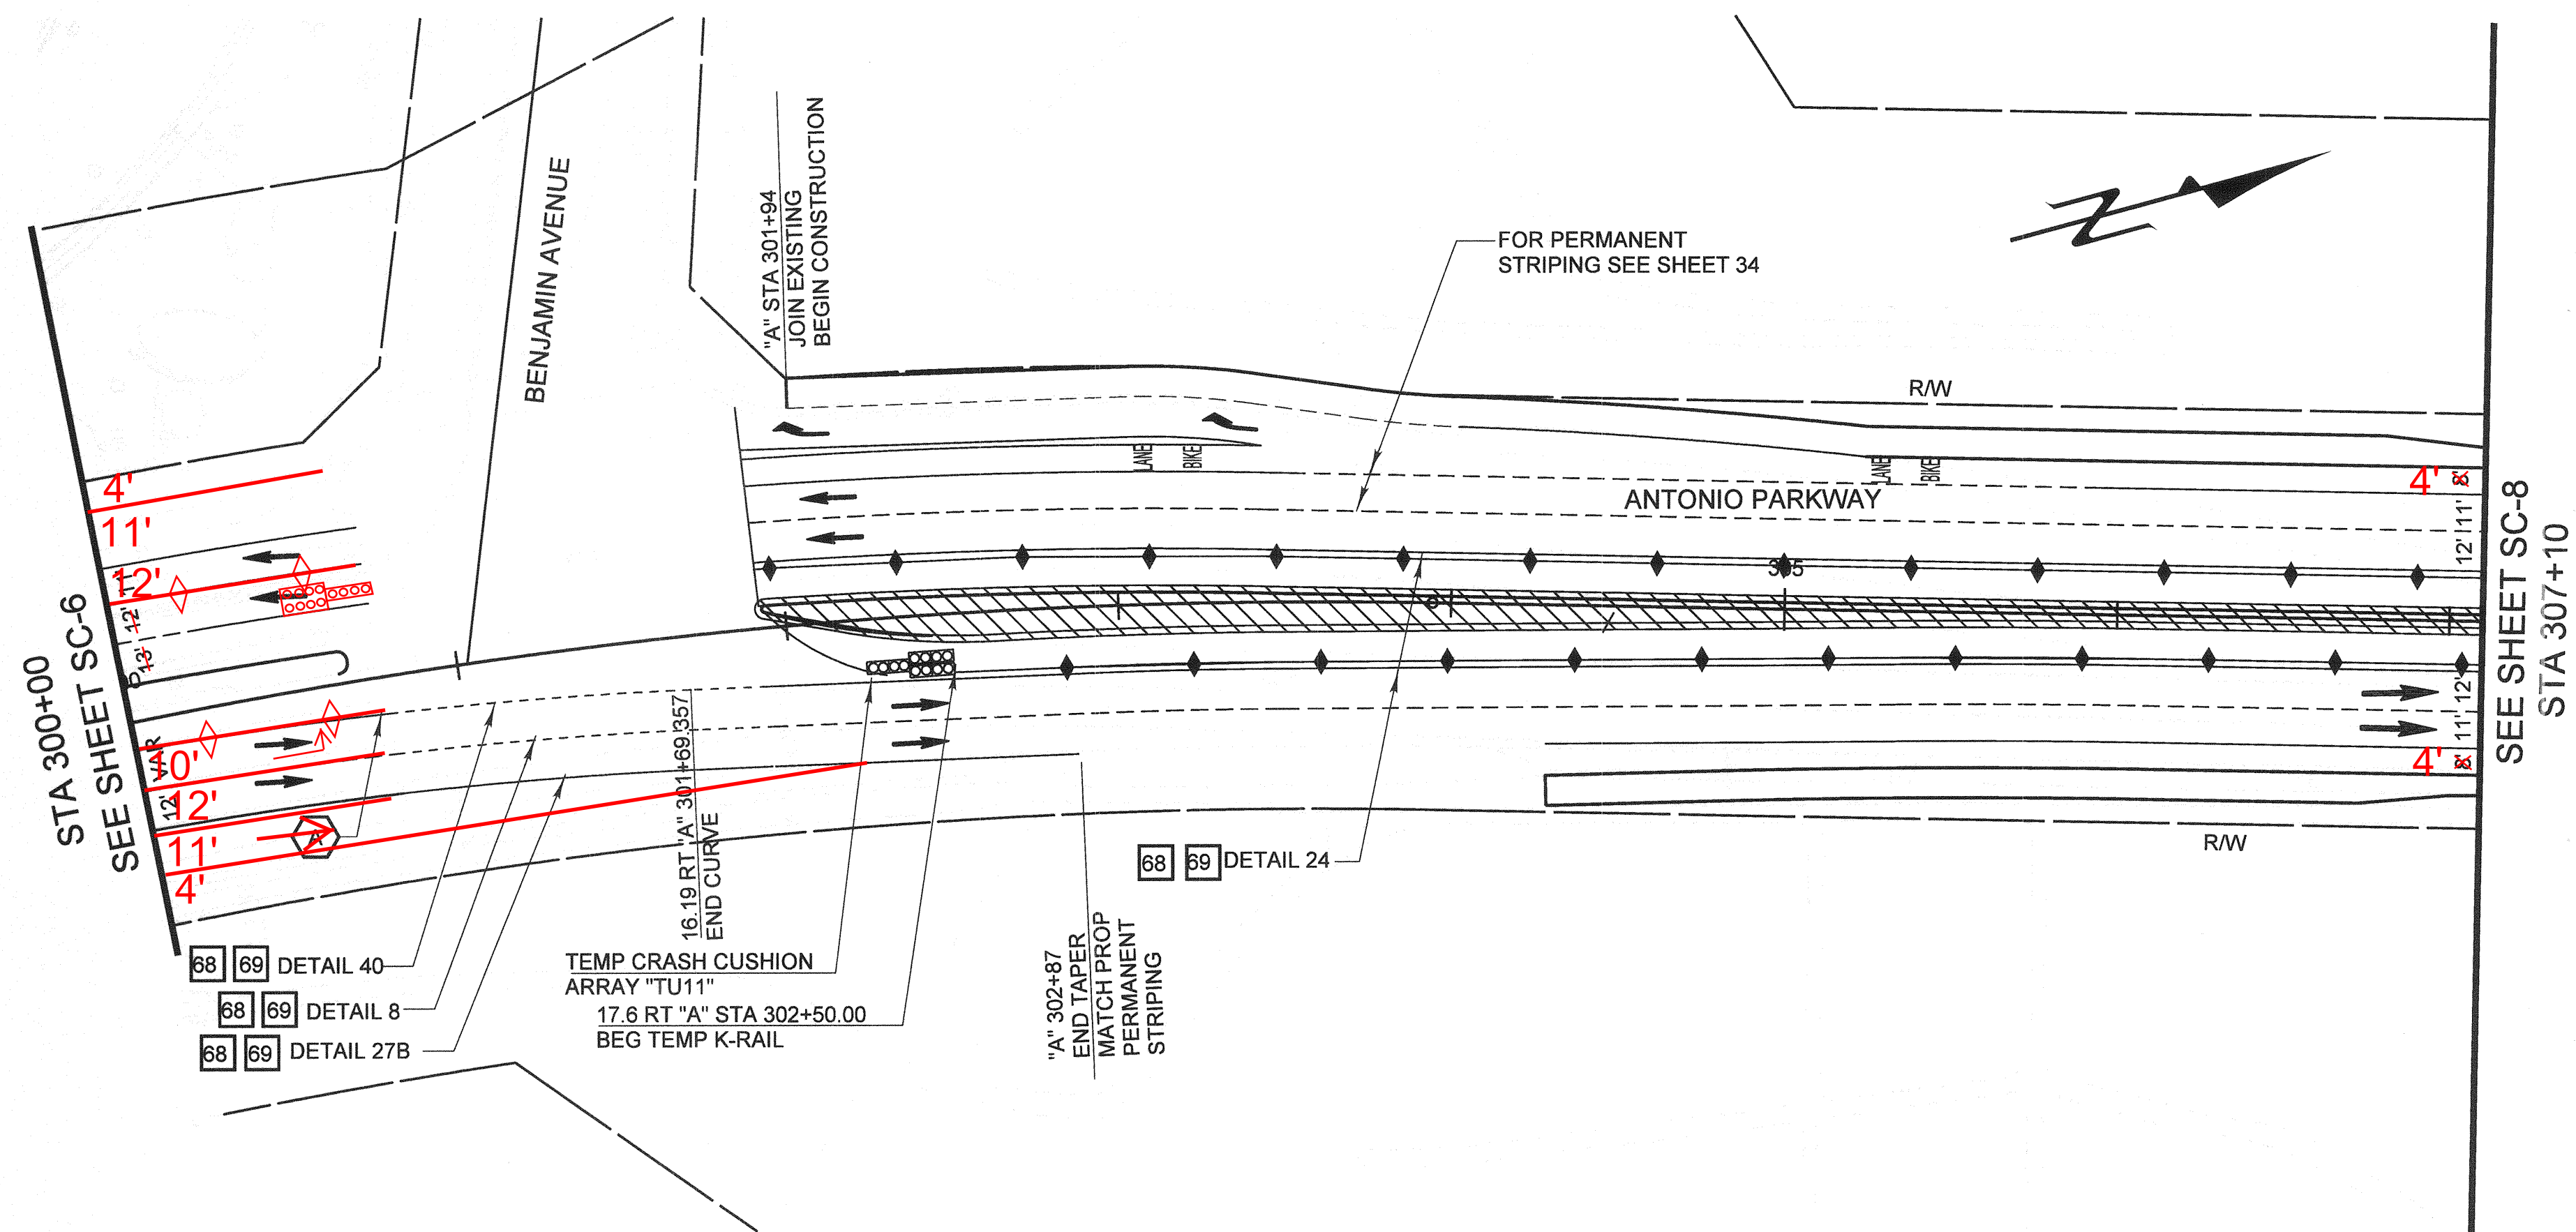 BENJAMIN AVENUE
"A" STA 301+94
JOIN EXISTING
BEGIN CONSTRUCTION
FOR PERMANENT
STRIPING SEE SHEET 34
R/W
LANE
BIKE
LANE
BIKE
ANTONIO PARKWAY
4'
8'
11'
12'
305
12'
11'
4'
8'
SEE SHEET SC-8
STA 307+10
R/W
STA 300+00
SEE SHEET SC-6
4'
11'
11'
12'
12'
13'
VAR
12'
12'
11'
4'
A
16.19 RT "A" 301+69.357
END CURVE
68 69 DETAIL 24
68 69 DETAIL 40
68 69 DETAIL 8
68 69 DETAIL 27B
TEMP CRASH CUSHION
ARRAY "TU11"
17.6 RT "A" STA 302+50.00
BEG TEMP K-RAIL
"A" 302+87
END TAPER
MATCH PROP
PERMANENT
STRIPING